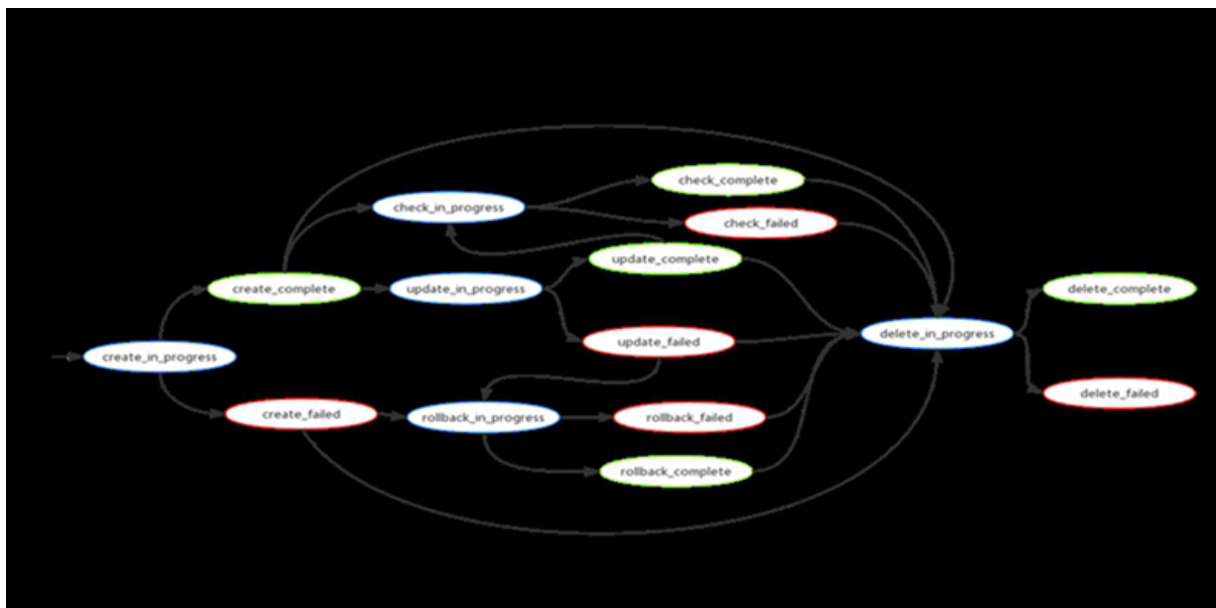 check_complete
check_in_progress
check_failed
update_complete
create_complete
update_in_progress
delete_complete
delete_in_progress
update_failed
create_in_progress
delete_failed
create_failed
rollback_in_progress
rollback_failed
rollback_complete